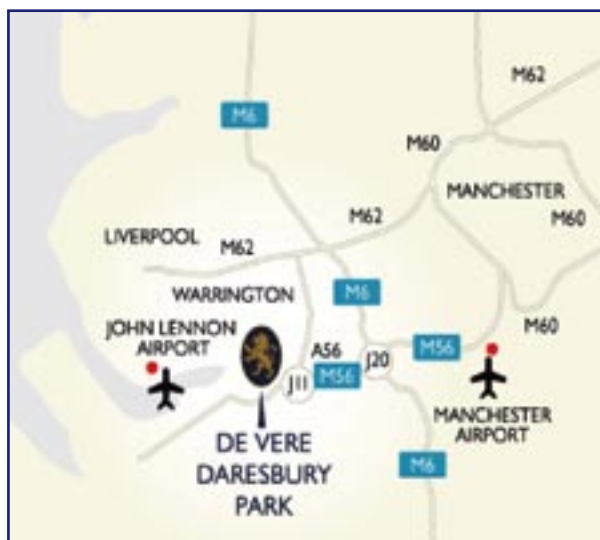 M62
M6
M60
MANCHESTER
M62
M60
LIVERPOOL
M62
WARRINGTON
M6
JOHN LENNON
AIRPORT
A56
M60
M56
J20
M56
J11
MANCHESTER
AIRPORT
DE VERE
DARESBURY
PARK
M6